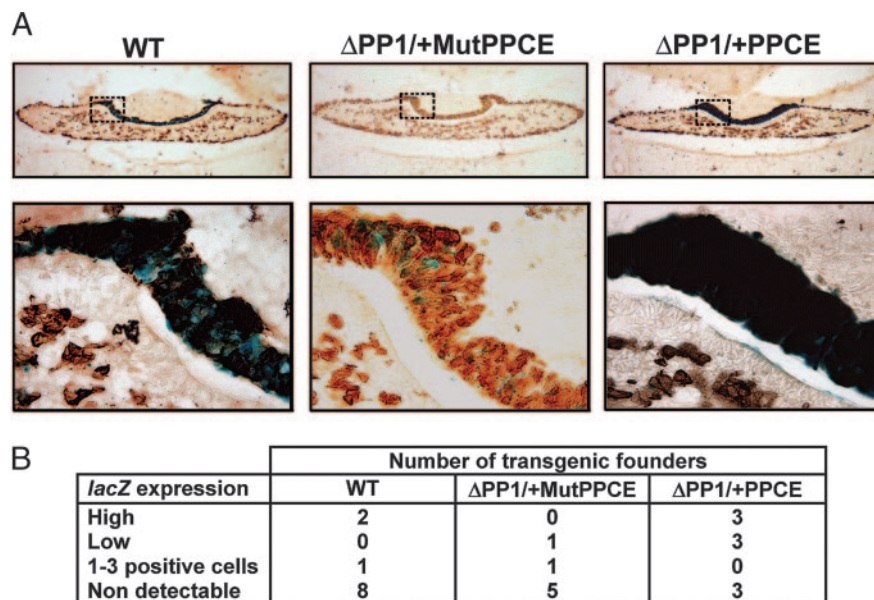 A
WT
ΔPP1/+MutPPCE
ΔPP1/+PPCE
B
Number of transgenic founders
lacZ expression WT ΔPP1/+MutPPCE ΔPP1/+PPCE
High 2 0 3
Low 0 1 3
1-3 positive cells 1 1 0
Non detectable 8 5 3